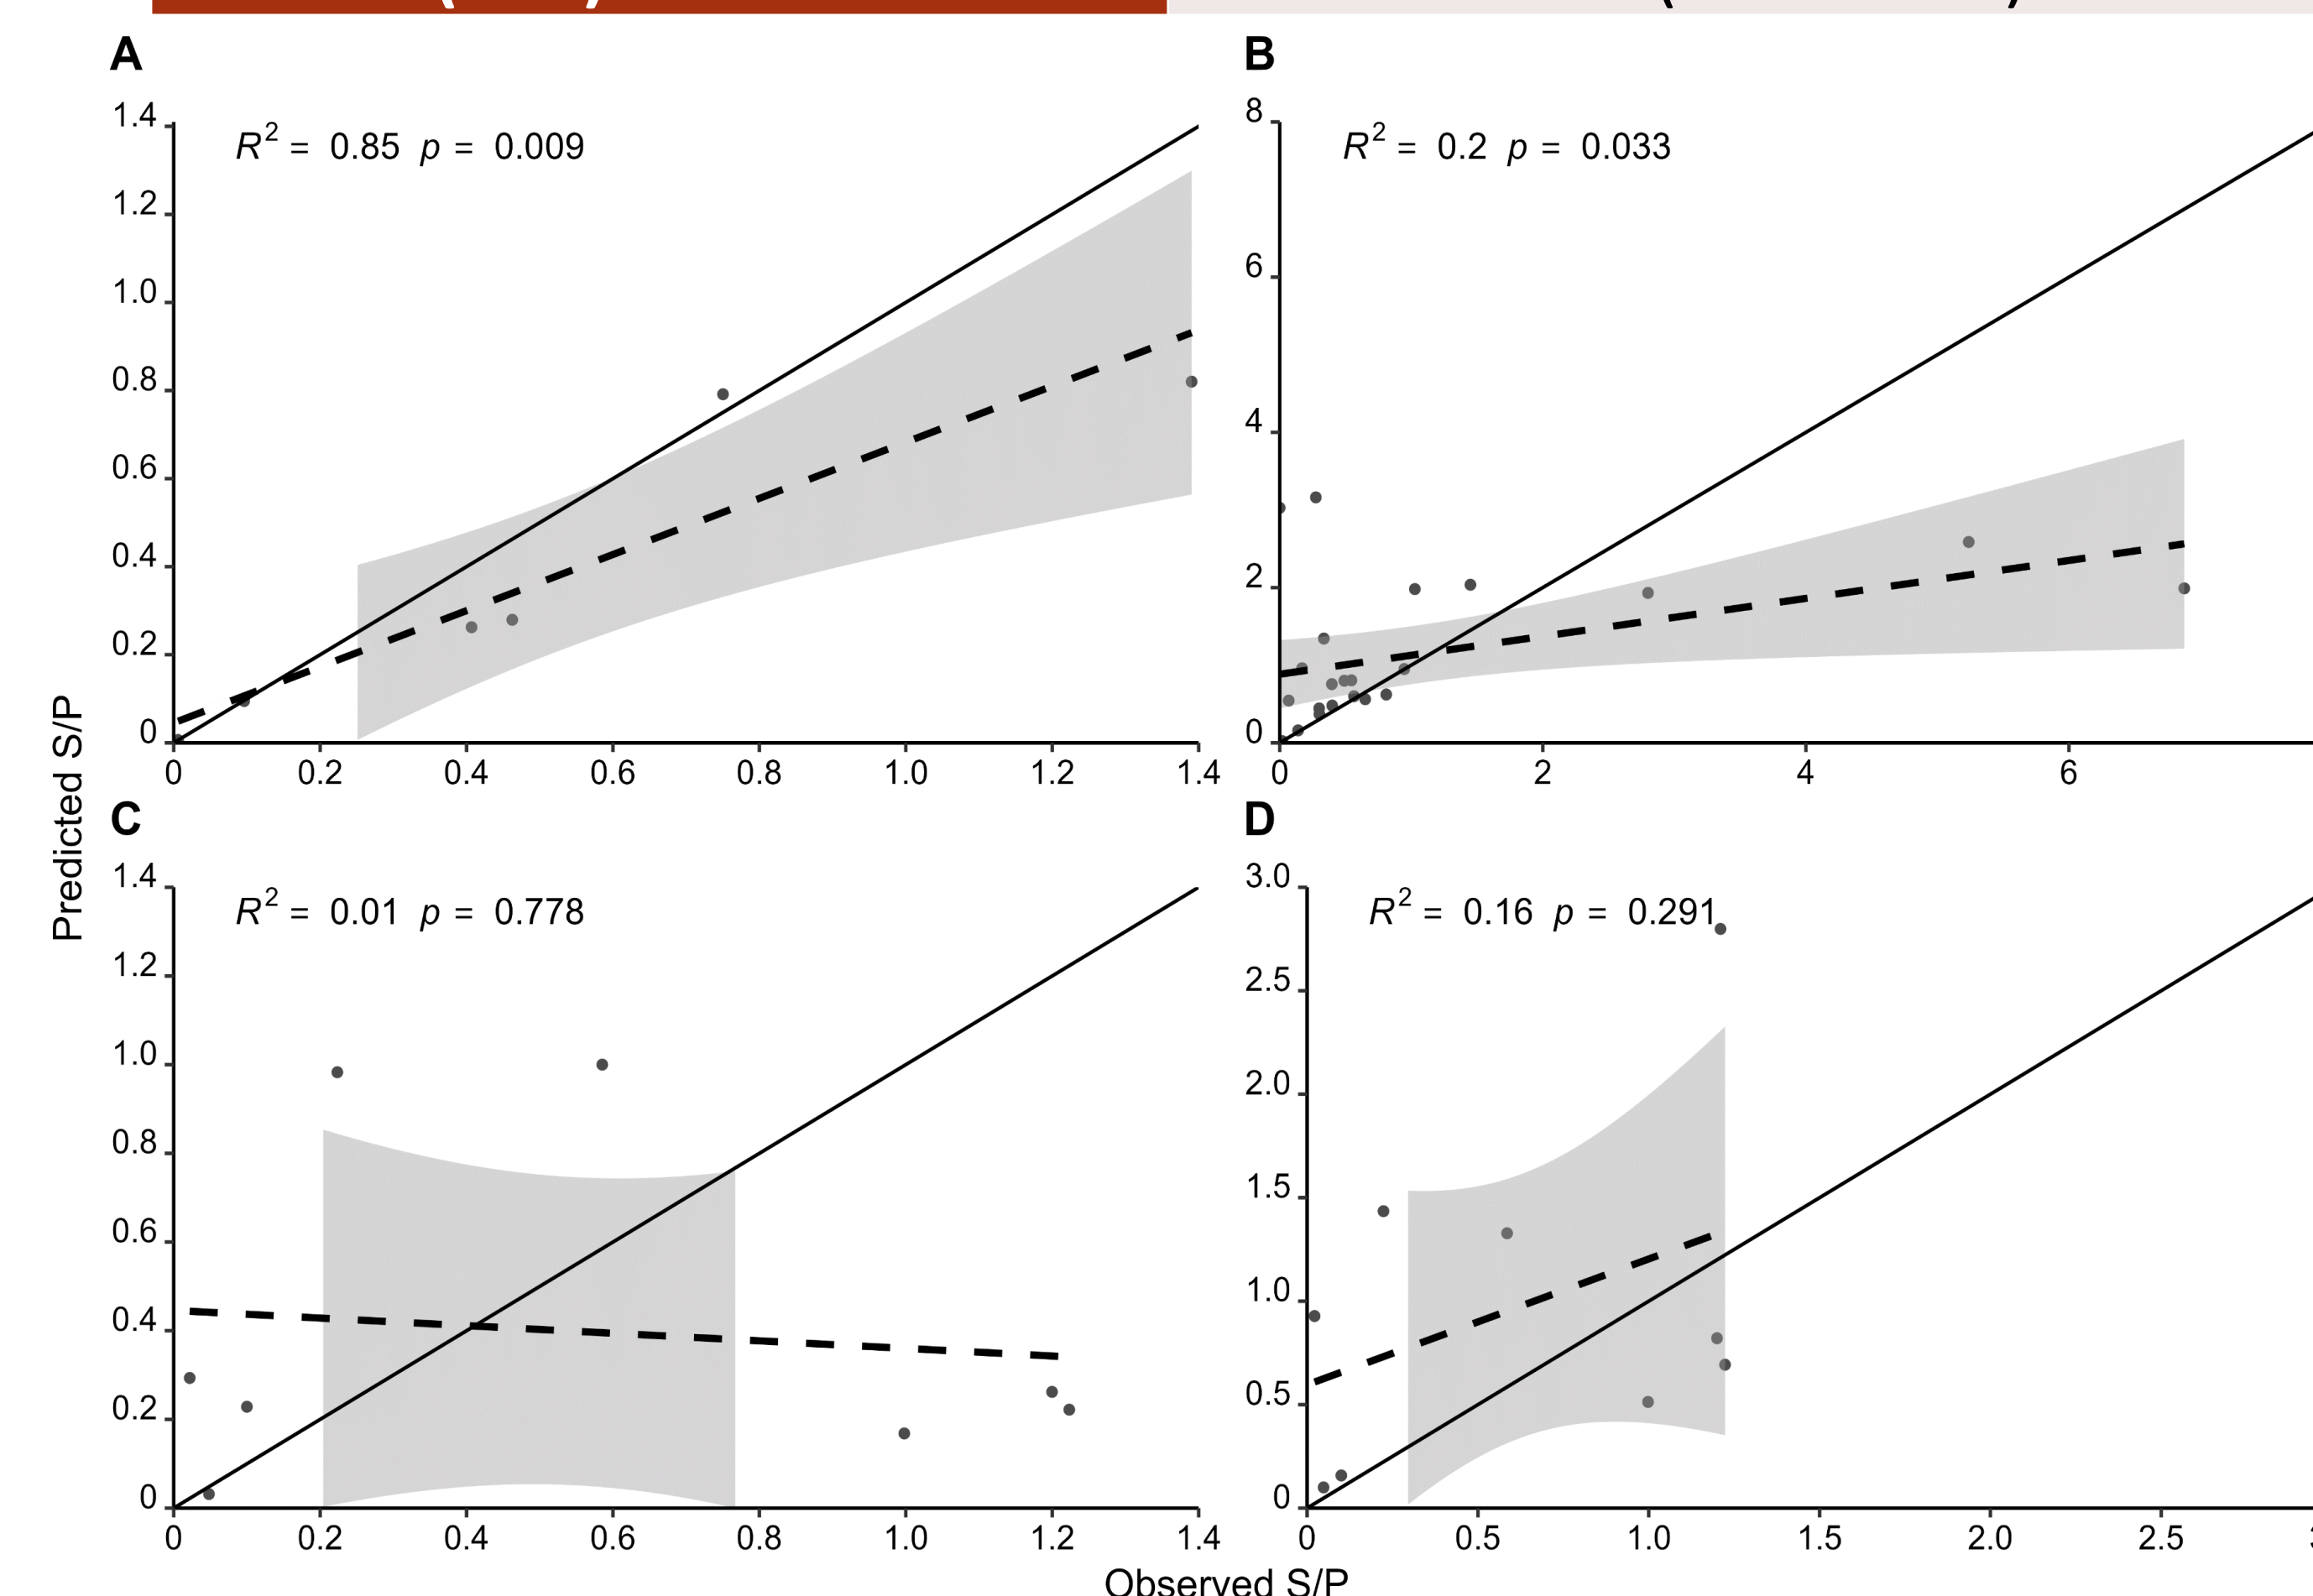 A
B
1.4
1.2
1.0
0.8
0.6
0.4
0.2
0
R2 = 0.85 p = 0.009
0 0.2 0.4 0.6 0.8 1.0 1.2 1.4
8
6
4
2
0
R2 = 0.2 p = 0.033
0 2 4 6
Predicted S/P
C
D
1.4
1.2
1.0
0.8
0.6
0.4
0.2
0
R2 = 0.01 p = 0.778
0 0.2 0.4 0.6 0.8 1.0 1.2 1.4
3.0
2.5
2.0
1.5
1.0
0.5
0
R2 = 0.16 p = 0.291
0 0.5 1.0 1.5 2.0 2.5
Observed S/P